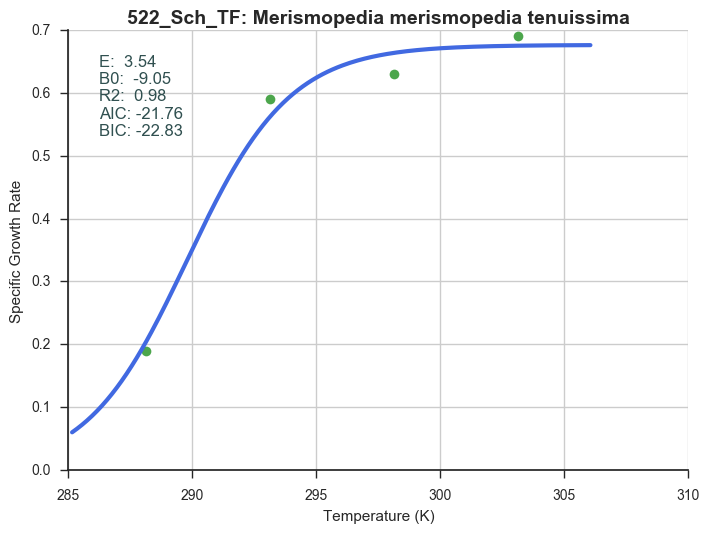 522_Sch_TF: Merismopedia merismopedia tenuissima
E:  3.54
B0:  -9.05
R2:  0.98
AIC: -21.76
BIC: -22.83
Specific Growth Rate
0.7
0.6
0.5
0.4
0.3
0.2
0.1
0.0
285 290 295 300 305 310
Temperature (K)